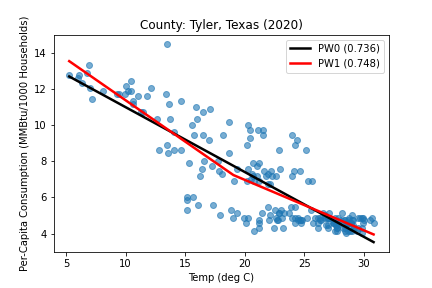 County: Tyler, Texas (2020)
PW0 (0.736)
PW1 (0.748)
Per-Capita Consumption (MMBtu/1000 Households)
14
12
10
8
6
4
5 10 15 20 25 30
Temp (deg C)